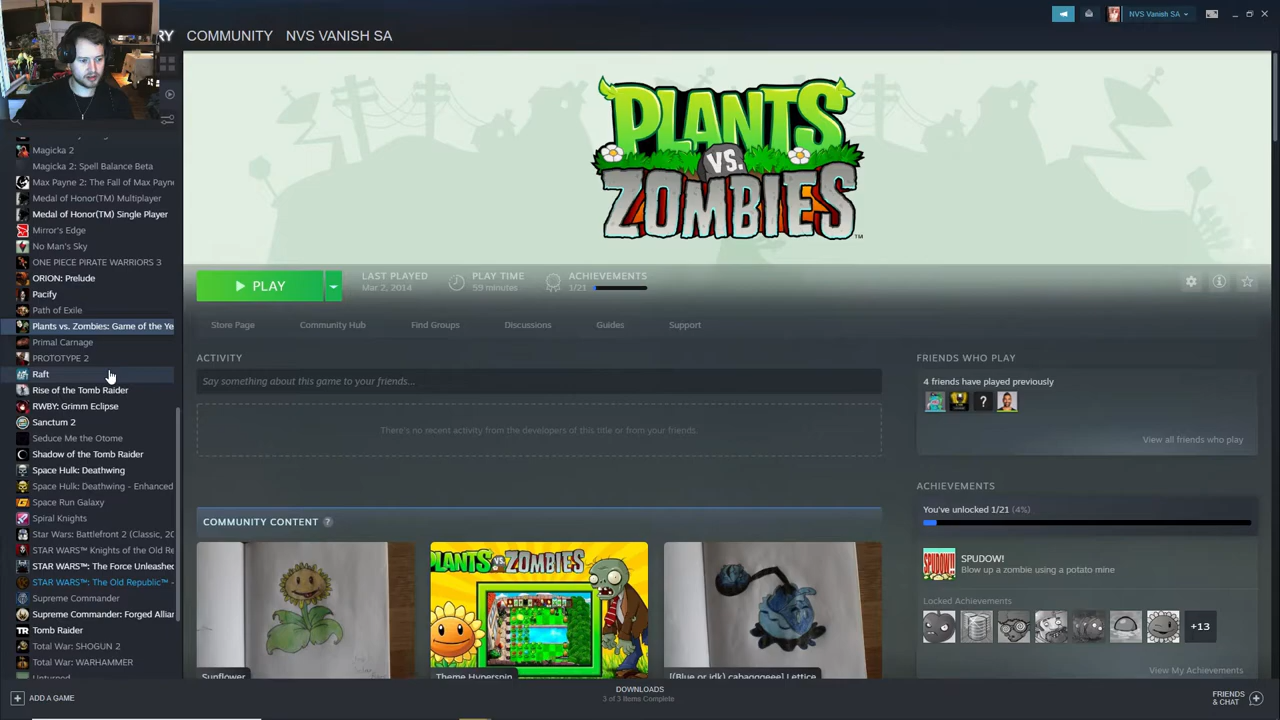 RY COMMUNITY NVS VANISH SA
NVS Vanish SA
Magicka 2
Magicka 2: Spell Balance Beta
Max Payne 2: The Fall of Max Payne
Medal of Honor(TM) Multiplayer
Medal of Honor(TM) Single Player
Mirror's Edge
No Man's Sky
ONE PIECE PIRATE WARRIORS 3
ORION: Prelude
Pacify
Path of Exile
Plants vs. Zombies: Game of the Ye
Primal Carnage
PROTOTYPE 2
Raft
Rise of the Tomb Raider
RWBY: Grimm Eclipse
Sanctum 2
Seduce Me the Otome
Shadow of the Tomb Raider
Space Hulk: Deathwing
Space Hulk: Deathwing - Enhanced
Space Run Galaxy
Spiral Knights
Star Wars: Battlefront 2 (Classic, 20
STAR WARS™ Knights of the Old Re
STAR WARS™: The Force Unleashed
STAR WARS™: The Old Republic™ -
Supreme Commander
Supreme Commander: Forged Allian
TR Tomb Raider
Total War: SHOGUN 2
Total War: WARHAMMER
Unturned
ADD A GAME
PLANTS
VS.
ZOMBIES™
PLAY
LAST PLAYED
Mar 2, 2014
PLAY TIME
59 minutes
ACHIEVEMENTS
1/21
Store Page
Community Hub
Find Groups
Discussions
Guides
Support
ACTIVITY
Say something about this game to your friends...
There's no recent activity from the developers of this title or from your friends.
COMMUNITY CONTENT ?
PLANTS VS ZOMBIES
Sunflower
Theme Hyperspin
[(Blue or idk) cabaggeee] Lettice
FRIENDS WHO PLAY
4 friends have played previously
?
View all friends who play
ACHIEVEMENTS
You've unlocked 1/21 (4%)
SPUDOW!
SPUDOW!
Blow up a zombie using a potato mine
Locked Achievements
+13
View My Achievements
DOWNLOADS
3 of 3 Items Complete
FRIENDS
& CHAT